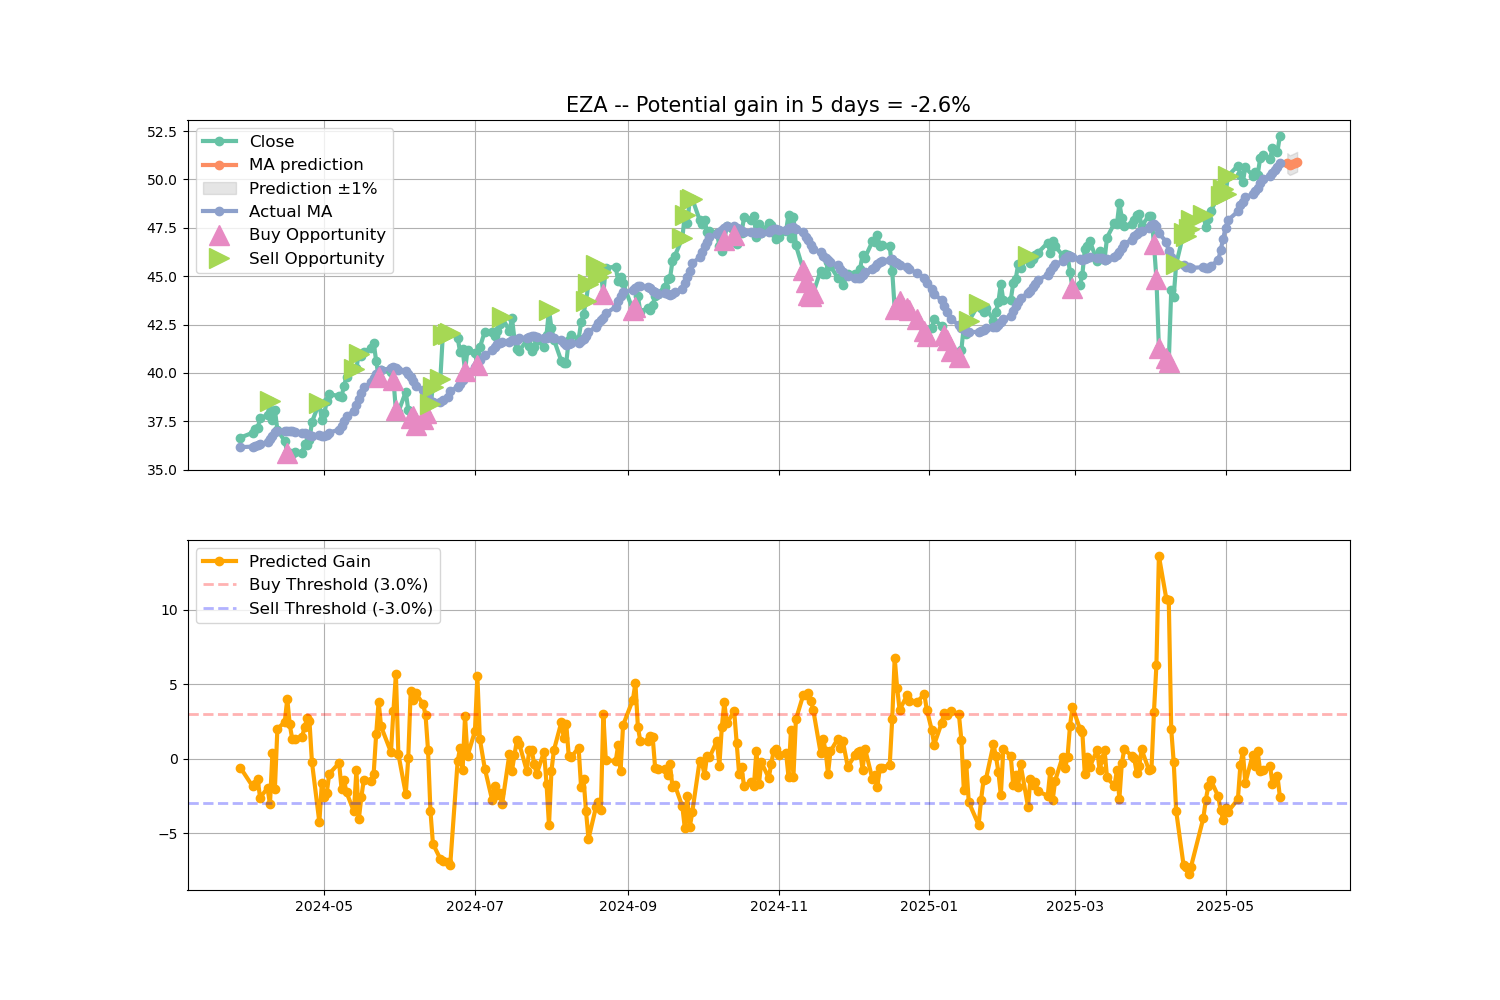 EZA -- Potential gain in 5 days = -2.6%
52.5
50.0
47.5
45.0
42.5
40.0
37.5
35.0
Close
MA prediction
Prediction ±1%
Actual MA
Buy Opportunity
Sell Opportunity
10
5
0
−5
Predicted Gain
Buy Threshold (3.0%)
Sell Threshold (-3.0%)
2024-05
2024-07
2024-09
2024-11
2025-01
2025-03
2025-05